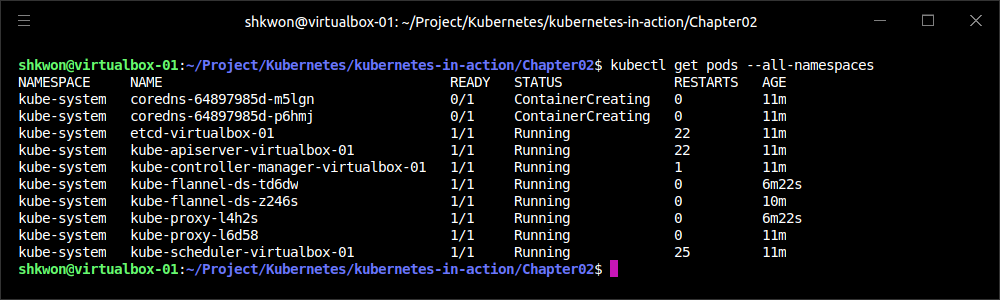 shkwon@virtualbox-01: ~/Project/Kubernetes/kubernetes-in-action/Chapter02
shkwon@virtualbox-01:~/Project/Kubernetes/kubernetes-in-action/Chapter02$ kubectl get pods --all-namespaces
NAMESPACE     NAME                                    READY   STATUS              RESTARTS   AGE
kube-system   coredns-64897985d-m5lgn                 0/1     ContainerCreating   0          11m
kube-system   coredns-64897985d-p6hmj                 0/1     ContainerCreating   0          11m
kube-system   etcd-virtualbox-01                      1/1     Running             22         11m
kube-system   kube-apiserver-virtualbox-01            1/1     Running             22         11m
kube-system   kube-controller-manager-virtualbox-01   1/1     Running             1          11m
kube-system   kube-flannel-ds-td6dw                   1/1     Running             0          6m22s
kube-system   kube-flannel-ds-z246s                   1/1     Running             0          10m
kube-system   kube-proxy-l4h2s                        1/1     Running             0          6m22s
kube-system   kube-proxy-l6d58                        1/1     Running             0          11m
kube-system   kube-scheduler-virtualbox-01            1/1     Running             25         11m
shkwon@virtualbox-01:~/Project/Kubernetes/kubernetes-in-action/Chapter02$